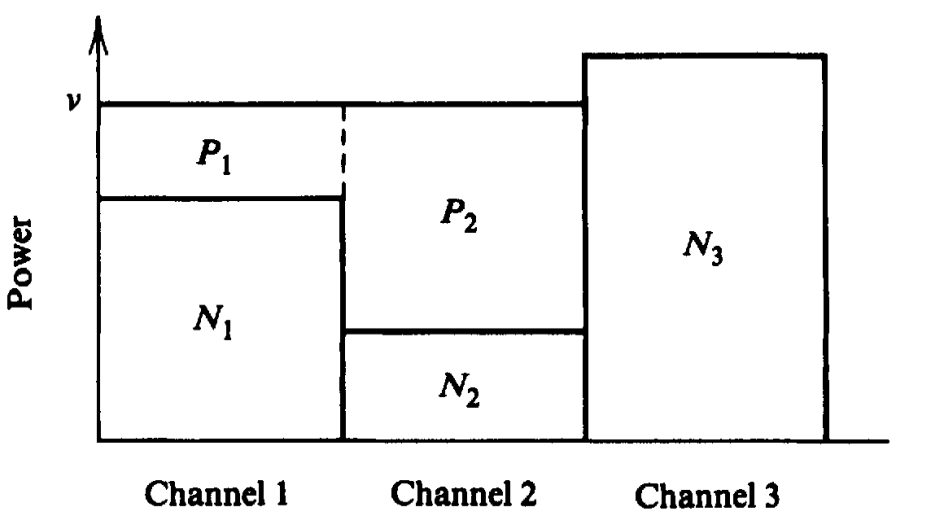 ν
P₁
P₂
N₃
N₁
N₂
Power
Channel 1
Channel 2
Channel 3